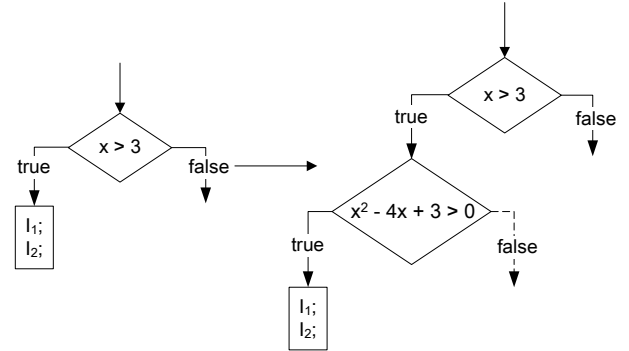 x > 3
true
false
I₁;
I₂;
x > 3
true
false
x² - 4x + 3 > 0
true
false
I₁;
I₂;